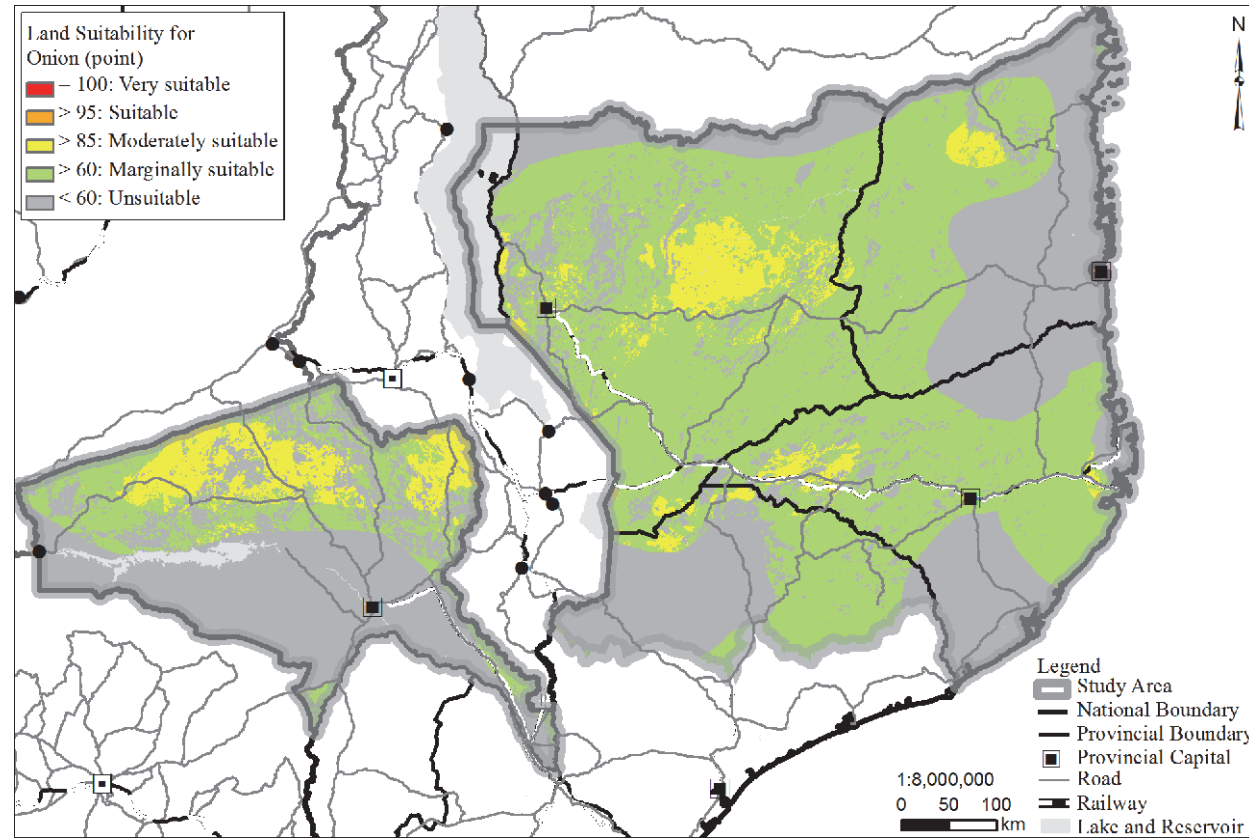 Land Suitability for
Onion (point)
– 100: Very suitable
> 95: Suitable
> 85: Moderately suitable
> 60: Marginally suitable
< 60: Unsuitable
N
Legend
Study Area
National Boundary
Provincial Boundary
Provincial Capital
Road
Railway
Lake and Reservoir
1:8,000,000
0 50 100
km